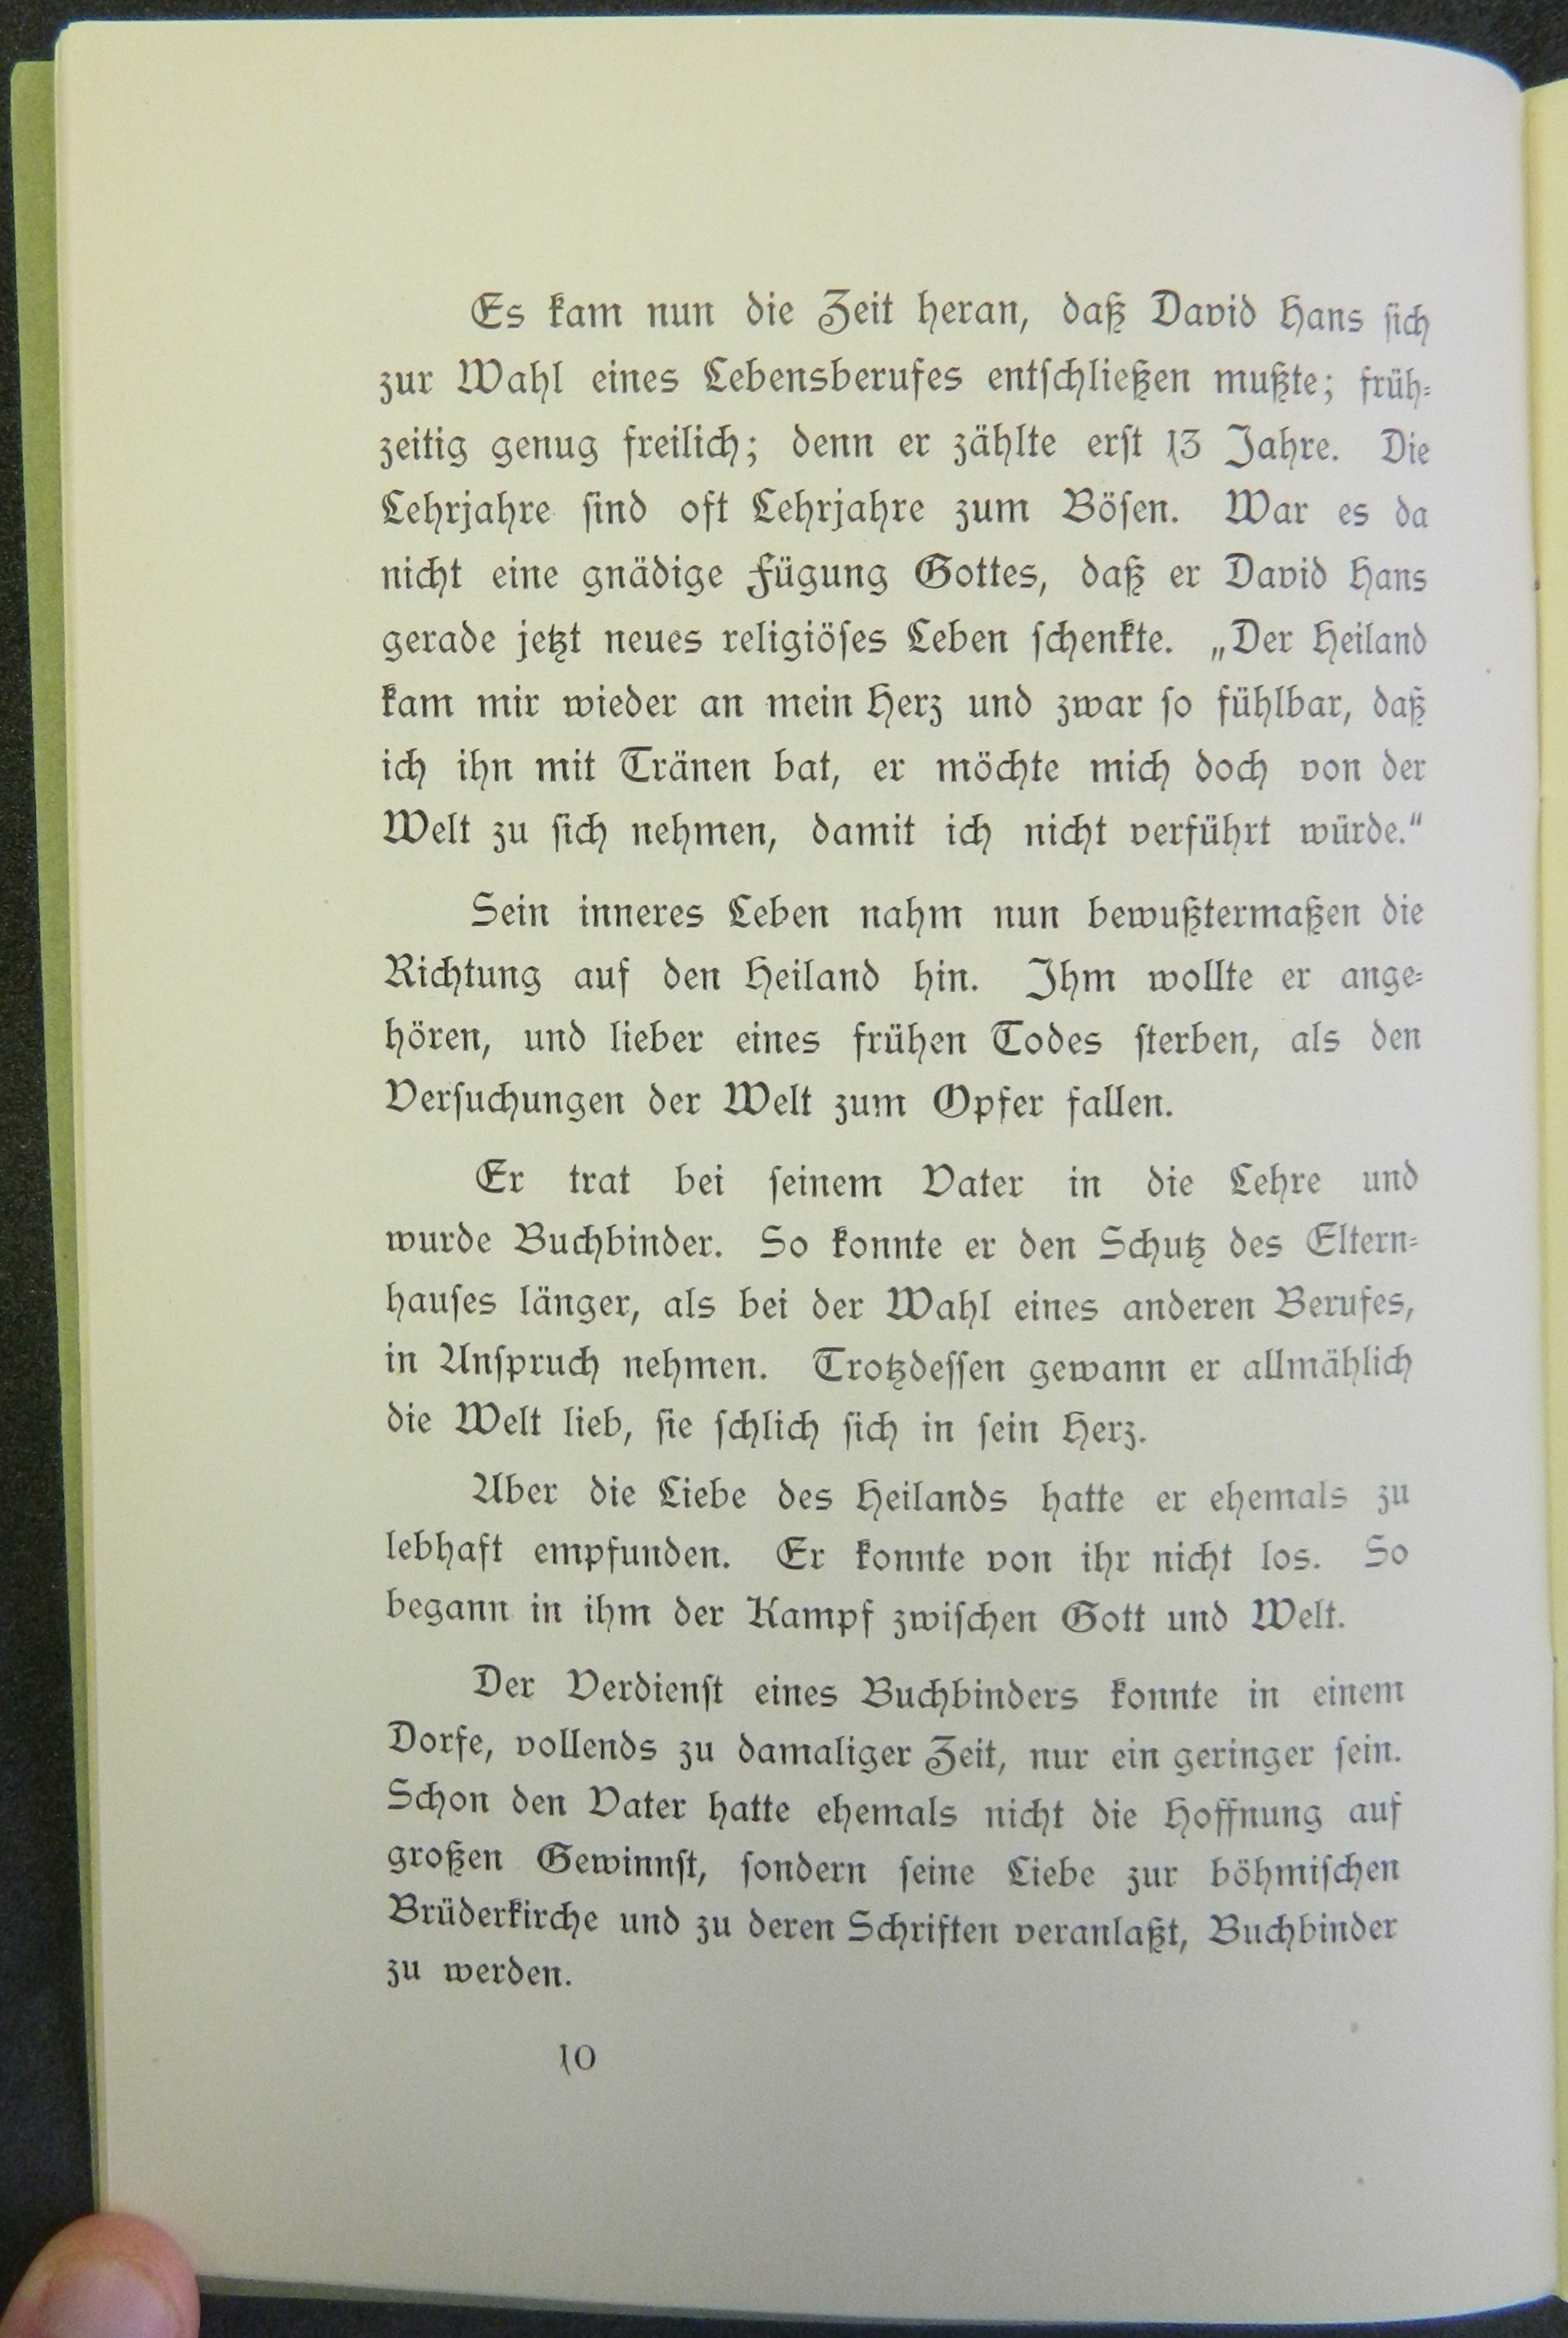 Es kam nun die Zeit heran, daß David Hans sich
zur Wahl eines Lebensberufes entschließen mußte; früh-
zeitig genug freilich; denn er zählte erst 13 Jahre. Die
Lehrjahre sind oft Lehrjahre zum Bösen. War es da
nicht eine gnädige Fügung Gottes, daß er David Hans
gerade jetzt neues religiöses Leben schenkte. „Der Heiland
kam mir wieder an mein Herz und zwar so fühlbar, daß
ich ihn mit Tränen bat, er möchte mich doch von der
Welt zu sich nehmen, damit ich nicht verführt würde.“
Sein inneres Leben nahm nun bewußtermaßen die
Richtung auf den Heiland hin. Ihm wollte er ange-
hören, und lieber eines frühen Todes sterben, als den
Versuchungen der Welt zum Opfer fallen.
Er trat bei seinem Vater in die Lehre und
wurde Buchbinder. So konnte er den Schutz des Eltern-
hauses länger, als bei der Wahl eines anderen Berufes,
in Anspruch nehmen. Trotzdessen gewann er allmählich
die Welt lieb, sie schlich sich in sein Herz.
Aber die Liebe des Heilands hatte er ehemals zu
lebhaft empfunden. Er konnte von ihr nicht los. So
begann in ihm der Kampf zwischen Gott und Welt.
Der Verdienst eines Buchbinders konnte in einem
Dorfe, vollends zu damaliger Zeit, nur ein geringer sein.
Schon den Vater hatte ehemals nicht die Hoffnung auf
großen Gewinnst, sondern seine Liebe zur böhmischen
Brüderkirche und zu deren Schriften veranlaßt, Buchbinder
zu werden.
10